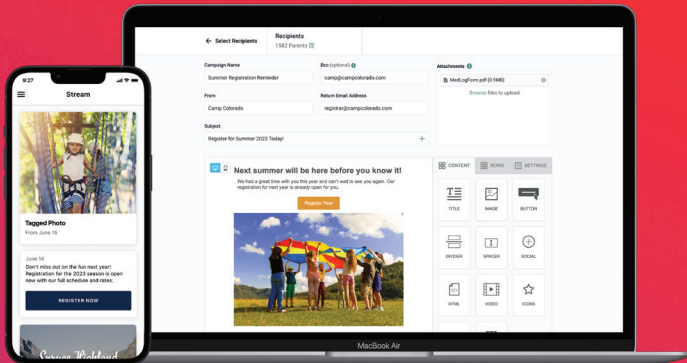 9:27
Stream
Tagged Photo
From June 15
June 14
Don't miss out on the fun next year!
Registration for the 2023 season is open
now with our full schedule and rates.
REGISTER NOW
Select Recipients
Recipients
1582 Parents
Campaign Name
Summer Registration Reminder
Bcc (optional)
camp@campcolorado.com
From
Camp Colorado
Return Email Address
registrar@campcolorado.com
Subject
Register for Summer 2023 Today!
Attachments
MedLogForm.pdf (0.1MB)
Browse files to upload
Next summer will be here before you know it!
We had a great time with you this year and can't wait to see you again. Our
registration for next year is already open for you.
Register Now
CONTENT
ROWS
SETTINGS
TITLE
IMAGE
BUTTON
DIVIDER
SPACER
SOCIAL
HTML
VIDEO
ICONS
MacBook Air